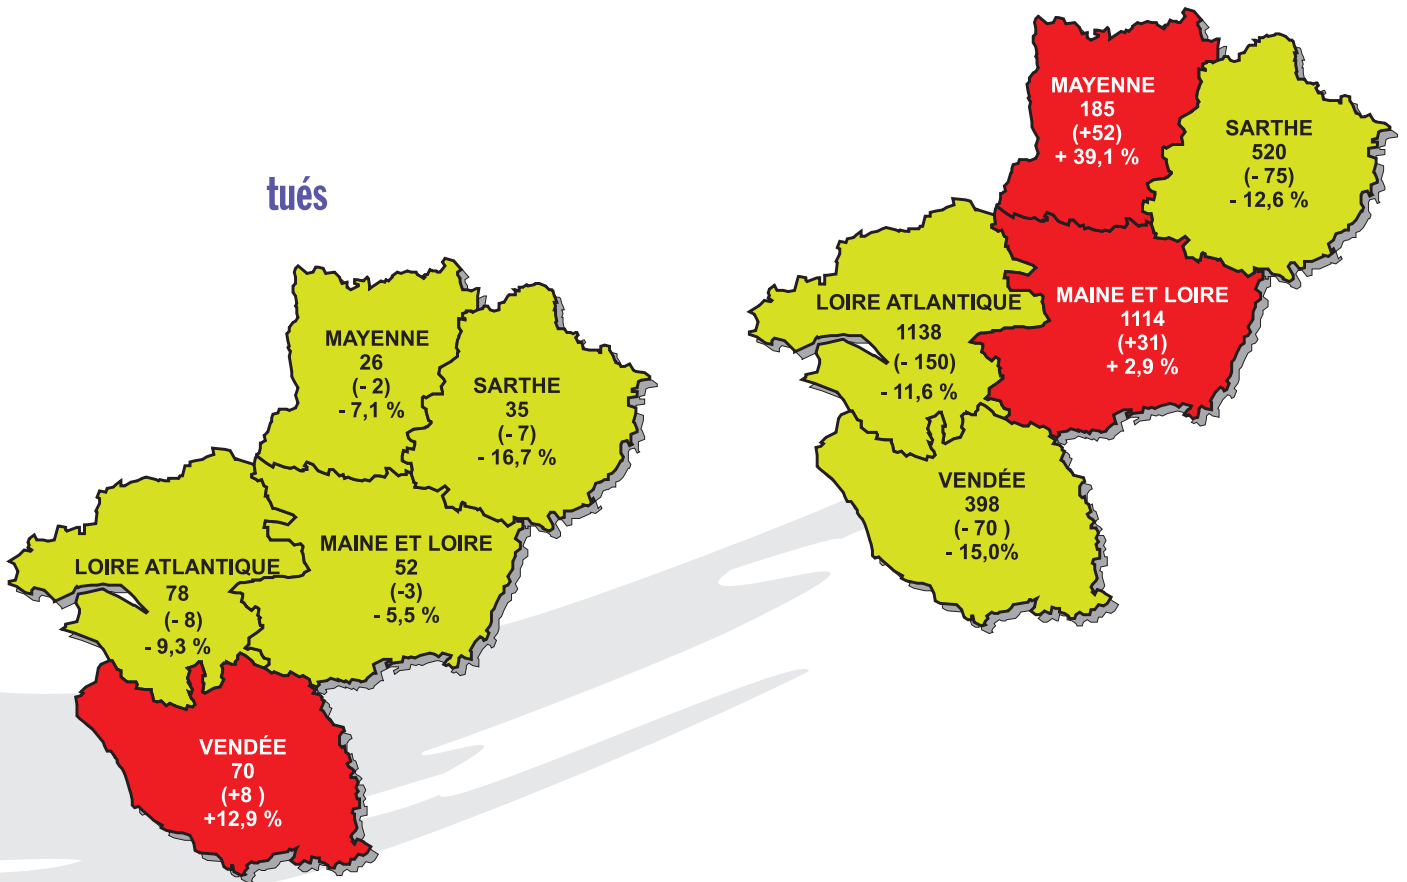 tués
MAYENNE
26
(- 2)
- 7,1 %
SARTHE
35
(- 7)
- 16,7 %
LOIRE ATLANTIQUE
78
(- 8)
- 9,3 %
MAINE ET LOIRE
52
(-3)
- 5,5 %
VENDÉE
70
(+8 )
+12,9 %
MAYENNE
185
(+52)
+ 39,1 %
SARTHE
520
(- 75)
- 12,6 %
LOIRE ATLANTIQUE
1138
(- 150)
- 11,6 %
MAINE ET LOIRE
1114
(+31)
+ 2,9 %
VENDÉE
398
(- 70 )
- 15,0%